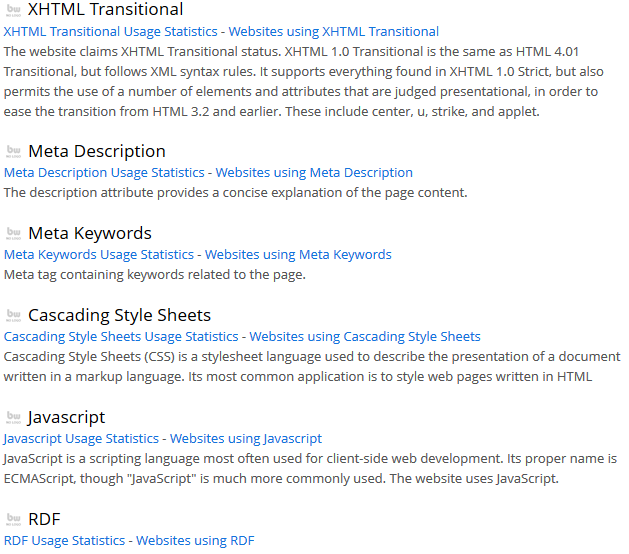 bw XHTML Transitional
XHTML Transitional Usage Statistics - Websites using XHTML Transitional
The website claims XHTML Transitional status. XHTML 1.0 Transitional is the same as HTML 4.01
Transitional, but follows XML syntax rules. It supports everything found in XHTML 1.0 Strict, but also
permits the use of a number of elements and attributes that are judged presentational, in order to
ease the transition from HTML 3.2 and earlier. These include center, u, strike, and applet.
bw Meta Description
Meta Description Usage Statistics - Websites using Meta Description
The description attribute provides a concise explanation of the page content.
bw Meta Keywords
Meta Keywords Usage Statistics - Websites using Meta Keywords
Meta tag containing keywords related to the page.
bw Cascading Style Sheets
Cascading Style Sheets Usage Statistics - Websites using Cascading Style Sheets
Cascading Style Sheets (CSS) is a stylesheet language used to describe the presentation of a document
written in a markup language. Its most common application is to style web pages written in HTML
bw Javascript
Javascript Usage Statistics - Websites using Javascript
JavaScript is a scripting language most often used for client-side web development. Its proper name is
ECMAScript, though "JavaScript" is much more commonly used. The website uses JavaScript.
bw RDF
RDF Usage Statistics - Websites using RDF